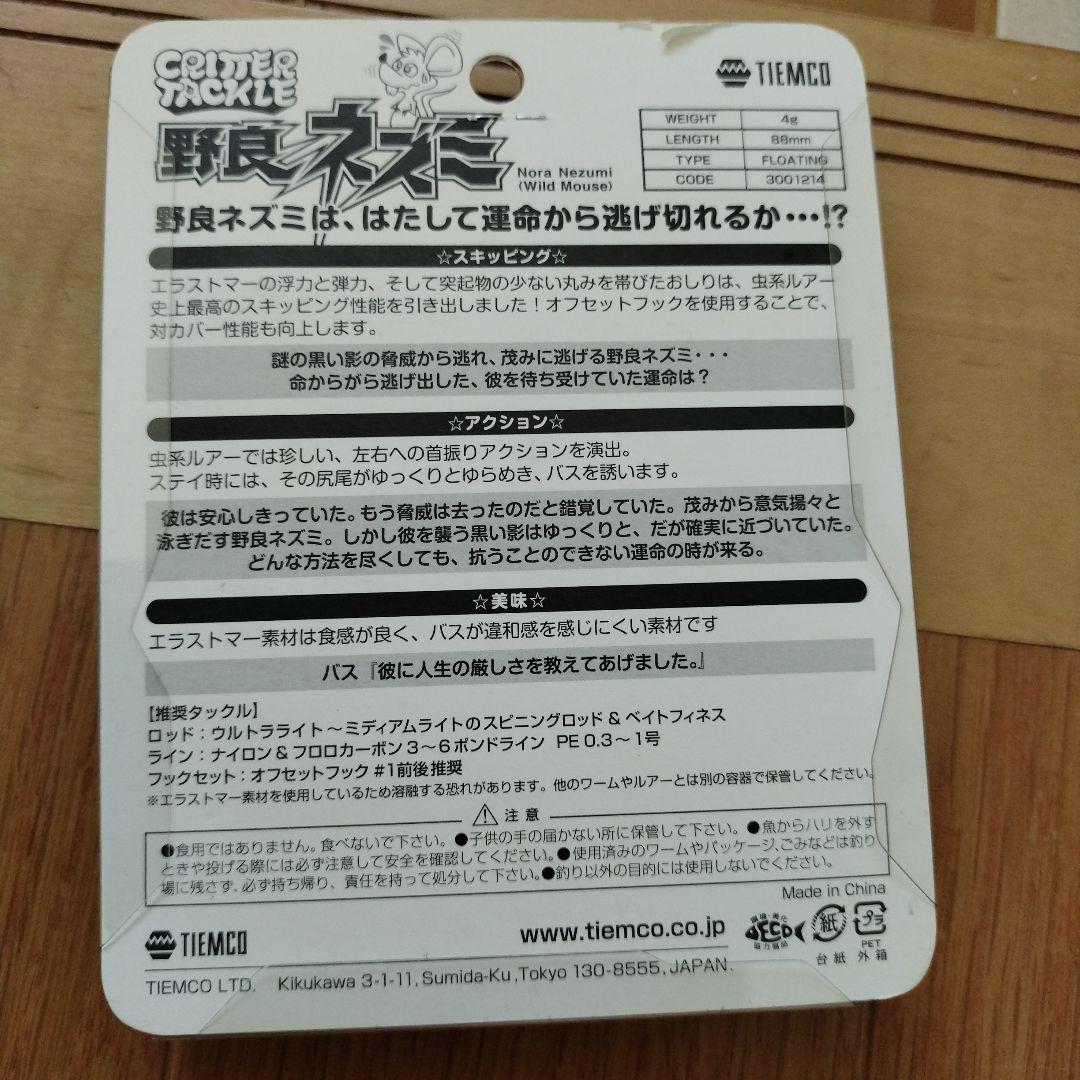 CRITTER TACKLE
TIEMCO
野良ネズミ
Nora Nezumi
(Wild Mouse)
WEIGHT 4g
LENGTH 88mm
TYPE FLOATING
CODE 3001214
野良ネズミは、はたして運命から逃げ切れるか・・・!?
☆スキッピング☆
エラストマーの浮力と弾力、そして突起物の少ない丸みを帯びたおしりは、虫系ルアー
史上最高のスキッピング性能を引き出しました！オフセットフックを使用することで、
対カバー性能も向上します。
謎の黒い影の脅威から逃れ、茂みに逃げる野良ネズミ・・・
命からがら逃げ出した、彼を待ち受けていた運命は？
☆アクション☆
虫系ルアーでは珍しい、左右への首振りアクションを演出。
ステイ時には、その尻尾がゆっくりとゆらめき、バスを誘います。
彼は安心しきっていた。もう脅威は去ったのだと錯覚していた。茂みから意気揚々と
泳ぎだす野良ネズミ。しかし彼を襲う黒い影はゆっくりと、だが確実に近づいていた。
どんな方法を尽くしても、抗うことのできない運命の時が来る。
☆美味☆
エラストマー素材は食感が良く、バスが違和感を感じにくい素材です
バス『彼に人生の厳しさを教えてあげました。』
【推奨タックル】
ロッド：ウルトラライト～ミディアムライトのスピニングロッド＆ベイトフィネス
ライン：ナイロン＆フロロカーボン3～6ポンドライン PE 0.3～1号
フックセット：オフセットフック#1前後推奨
※エラストマー素材を使用しているため溶融する恐れがあります。他のワームやルアーとは別の容器で保管してください。
注意
●食用ではありません。食べないで下さい。●子供の手の届かない所に保管して下さい。●魚からハリを外す
ときや投げる際には必ず注意して安全を確認してください。●使用済みのワームやパッケージ、ごみなどは釣り
場に残さず、必ず持ち帰り、責任を持って処分して下さい。●釣り以外の目的には使用しないでください。
Made in China
TIEMCO
www.tiemco.co.jp
環境・美化
ECO
協力商品
紙
台紙
プラ
PET
外箱
TIEMCO LTD. Kikukawa 3-1-11, Sumida-Ku, Tokyo 130-8555, JAPAN.